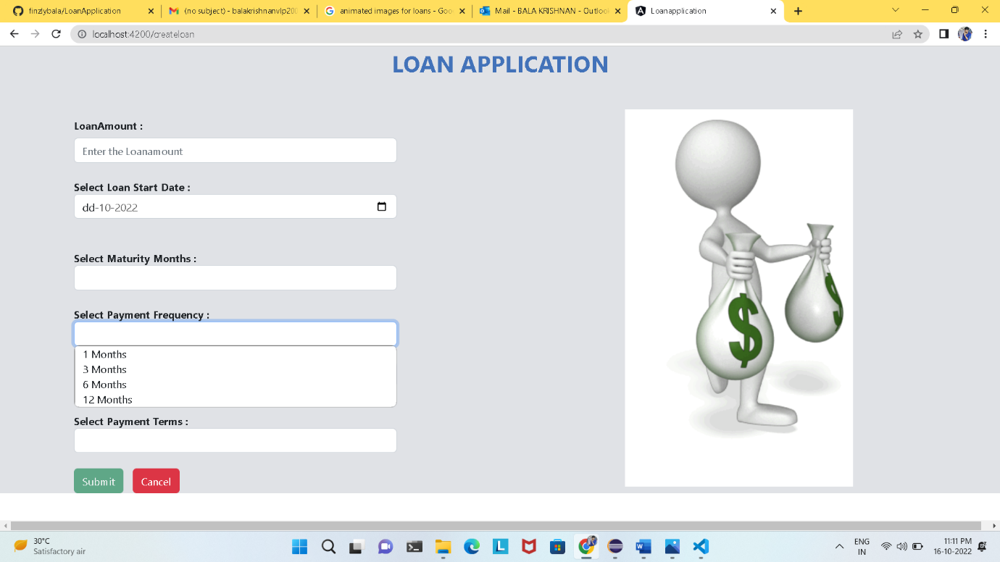 finzlybala/LoanApplication
(no subject) - balakrishnanvlp200
animated images for loans - Goo
Mail - BALA KRISHNAN - Outlook
Loanapplication
localhost:4200/createloan
LOAN APPLICATION
LoanAmount :
Enter the Loanamount
Select Loan Start Date :
dd-10-2022
Select Maturity Months :
Select Payment Frequency :
1 Months
3 Months
6 Months
12 Months
Select Payment Terms :
Submit
Cancel
$
$
30°C
Satisfactory air
ENG
IN
11:11 PM
16-10-2022